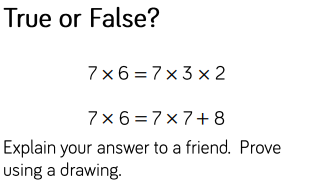 True or False?
7 x 6 = 7 x 3 x 2
7 x 6 = 7 x 7 + 8
Explain your answer to a friend. Prove
using a drawing.